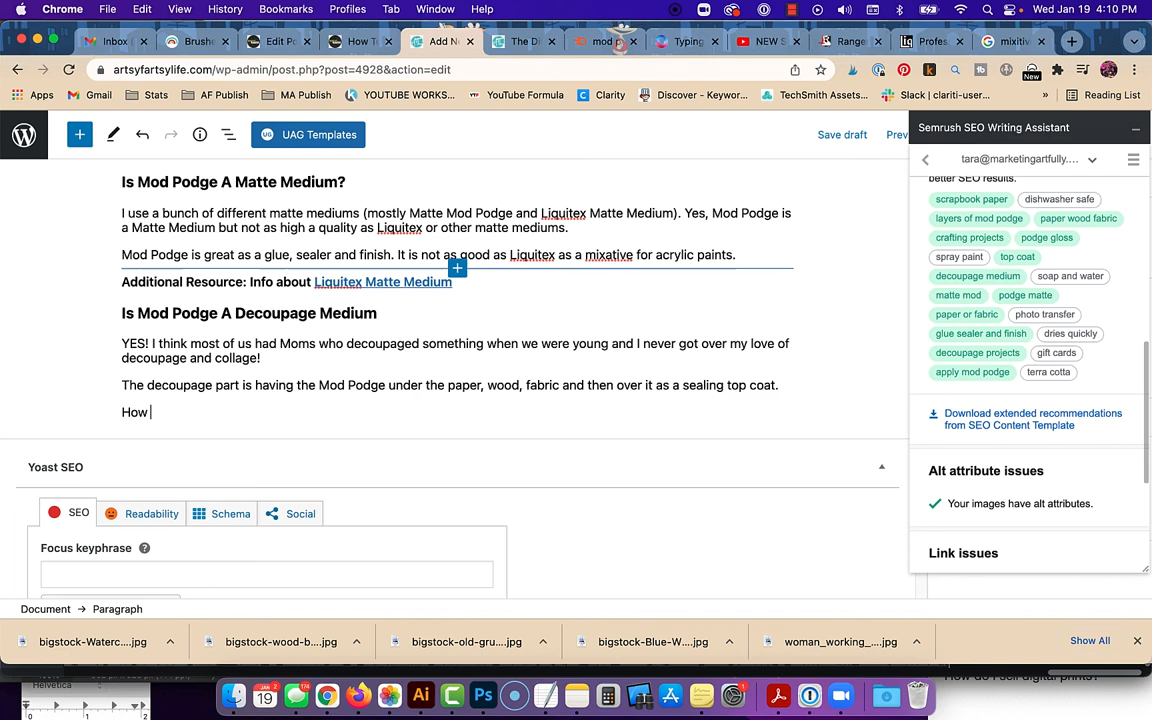 Chrome File Edit View History Bookmarks Profiles Tab Window Help Wed Jan 19 4:10 PM
Inbox Brushe Edit P How T Add N The D mod p Typing NEW S Range Profes mixitiv
artsyfartsylife.com/wp-admin/post.php?post=4928&action=edit New
Apps Gmail Stats AF Publish MA Publish YOUTUBE WORKS... YouTube Formula Clarity Discover - Keywor... TechSmith Assets... Slack | clariti-user... » Reading List
UAG Templates Save draft Prev
Semrush SEO Writing Assistant
tara@marketingartfully....
better SEO results.
scrapbook paper dishwasher safe
layers of mod podge paper wood fabric
crafting projects podge gloss
spray paint top coat
decoupage medium soap and water
matte mod podge matte
paper or fabric photo transfer
glue sealer and finish dries quickly
decoupage projects gift cards
apply mod podge terra cotta
Download extended recommendations
from SEO Content Template
Alt attribute issues
Your images have alt attributes.
Link issues
Is Mod Podge A Matte Medium?
I use a bunch of different matte mediums (mostly Matte Mod Podge and Liquitex Matte Medium). Yes, Mod Podge is
a Matte Medium but not as high a quality as Liquitex or other matte mediums.
Mod Podge is great as a glue, sealer and finish. It is not as good as Liquitex as a mixative for acrylic paints.
Additional Resource: Info about Liquitex Matte Medium
Is Mod Podge A Decoupage Medium
YES! I think most of us had Moms who decoupaged something when we were young and I never got over my love of
decoupage and collage!
The decoupage part is having the Mod Podge under the paper, wood, fabric and then over it as a sealing top coat.
How
Yoast SEO
SEO Readability Schema Social
Focus keyphrase ?
Document → Paragraph
bigstock-Waterc....jpg bigstock-wood-b....jpg bigstock-old-gru....jpg bigstock-Blue-W....jpg woman_working_....jpg Show All
Helvetica
0 1 2